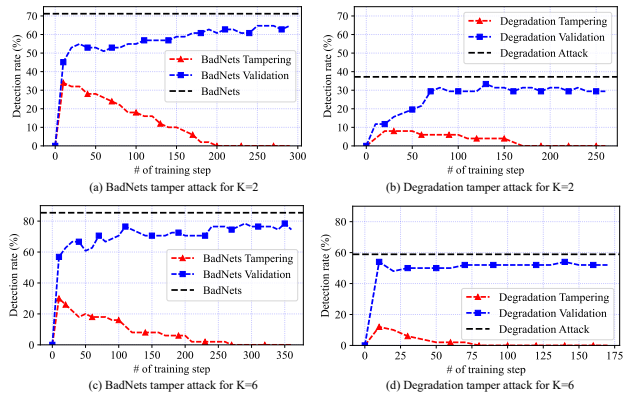 Detection rate (%)
70
60
50
40
30
20
10
0
0 50 100 150 200 250 300
# of training step
BadNets Tampering
BadNets Validation
BadNets
(a) BadNets tamper attack for K=2
Detection rate (%)
70
60
50
40
30
20
10
0
0 50 100 150 200 250
# of training step
Degradation Tampering
Degradation Validation
Degradation Attack
(b) Degradation tamper attack for K=2
Detection rate (%)
80
60
40
20
0
0 50 100 150 200 250 300 350
# of training step
BadNets Tampering
BadNets Validation
BadNets
(c) BadNets tamper attack for K=6
Detection rate (%)
80
60
40
20
0
0 25 50 75 100 125 150 175
# of training step
Degradation Tampering
Degradation Validation
Degradation Attack
(d) Degradation tamper attack for K=6